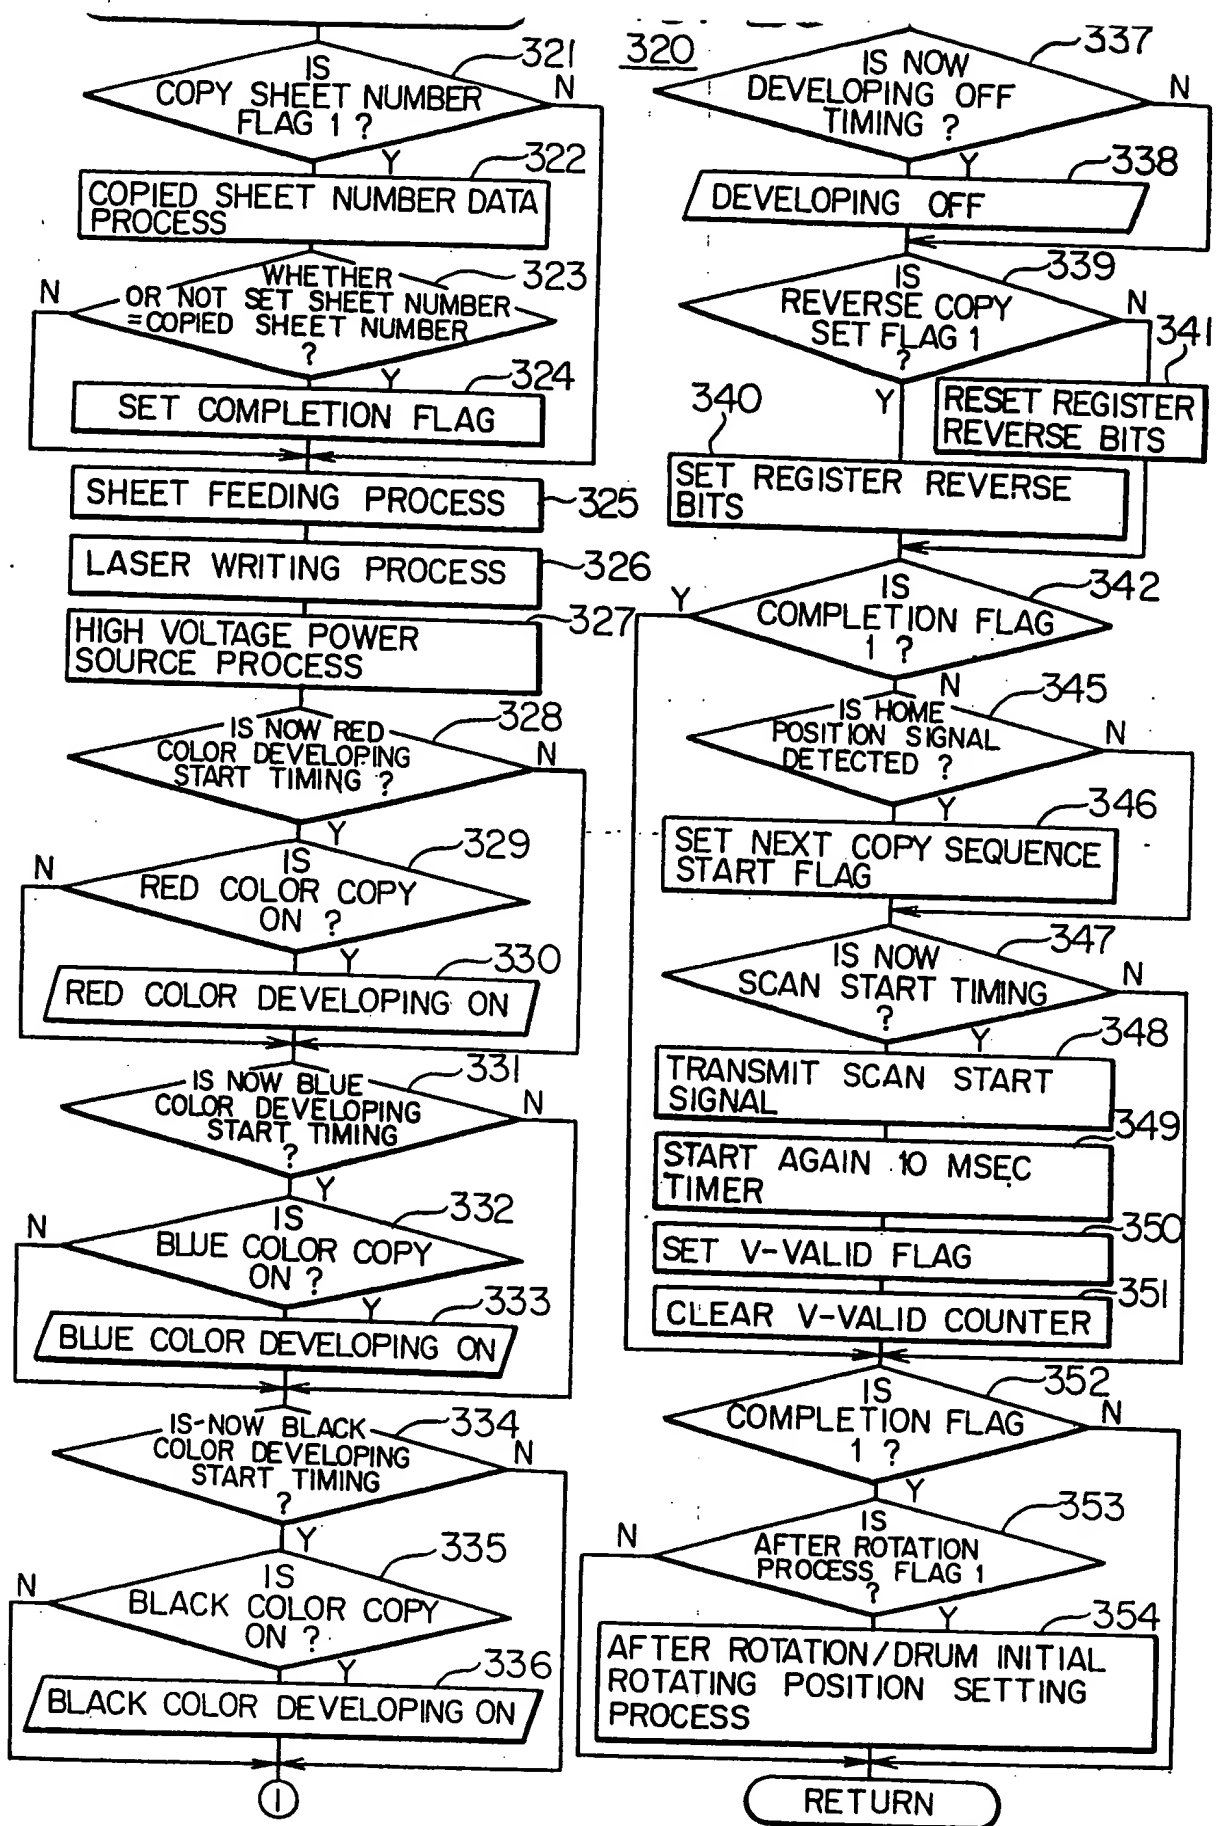 321
IS
COPY SHEET NUMBER
FLAG 1 ?
N
Y
322
COPIED SHEET NUMBER DATA
PROCESS
323
WHETHER
OR NOT SET SHEET NUMBER
=COPIED SHEET NUMBER
?
N
Y
324
SET COMPLETION FLAG
SHEET FEEDING PROCESS
325
LASER WRITING PROCESS
326
327
HIGH VOLTAGE POWER
SOURCE PROCESS
328
IS NOW RED
COLOR DEVELOPING
START TIMING ?
N
Y
329
IS
RED COLOR COPY
ON ?
N
Y
330
RED COLOR DEVELOPING ON
331
IS NOW BLUE
COLOR DEVELOPING
START TIMING
?
N
Y
332
IS
BLUE COLOR COPY
ON ?
N
Y
333
BLUE COLOR DEVELOPING ON
334
IS-NOW BLACK
COLOR DEVELOPING
START TIMING
?
N
Y
335
IS
BLACK COLOR COPY
ON ?
N
Y
336
BLACK COLOR DEVELOPING ON
1
320
337
IS NOW
DEVELOPING OFF
TIMING ?
N
Y
338
DEVELOPING OFF
339
IS
REVERSE COPY
SET FLAG 1
?
N
Y
341
RESET REGISTER
REVERSE BITS
340
SET REGISTER REVERSE
BITS
342
IS
COMPLETION FLAG
1 ?
Y
N
345
IS HOME
POSITION SIGNAL
DETECTED ?
N
Y
346
SET NEXT COPY SEQUENCE
START FLAG
347
IS NOW
SCAN START TIMING
?
N
Y
348
TRANSMIT SCAN START
SIGNAL
349
START AGAIN 10 MSEC
TIMER
350
SET V-VALID FLAG
351
CLEAR V-VALID COUNTER
352
IS
COMPLETION FLAG
1 ?
N
Y
353
IS
AFTER ROTATION
PROCESS FLAG 1
?
N
Y
354
AFTER ROTATION/DRUM INITIAL
ROTATING POSITION SETTING
PROCESS
RETURN